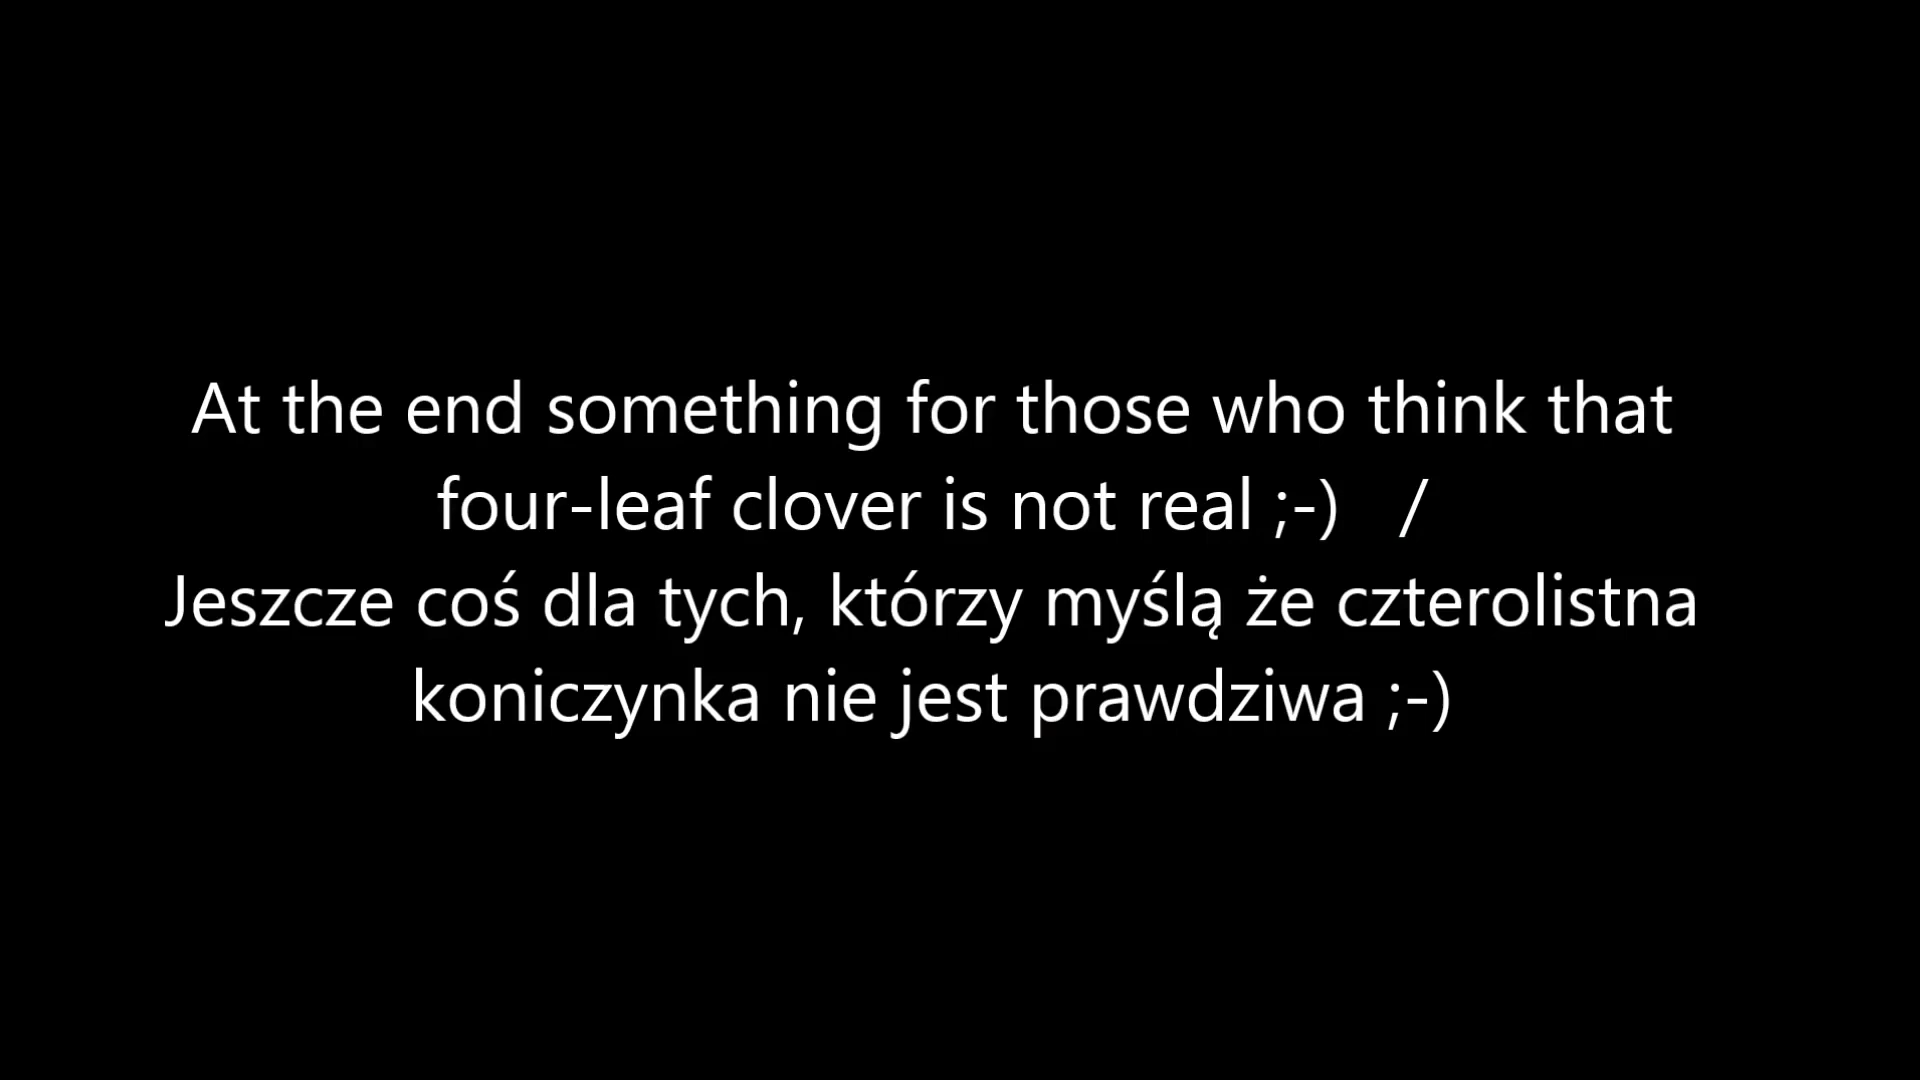 At the end something for those who think that
four-leaf clover is not real ;-) /
Jeszcze coś dla tych, którzy myślą że czterolistna
koniczynka nie jest prawdziwa ;-)